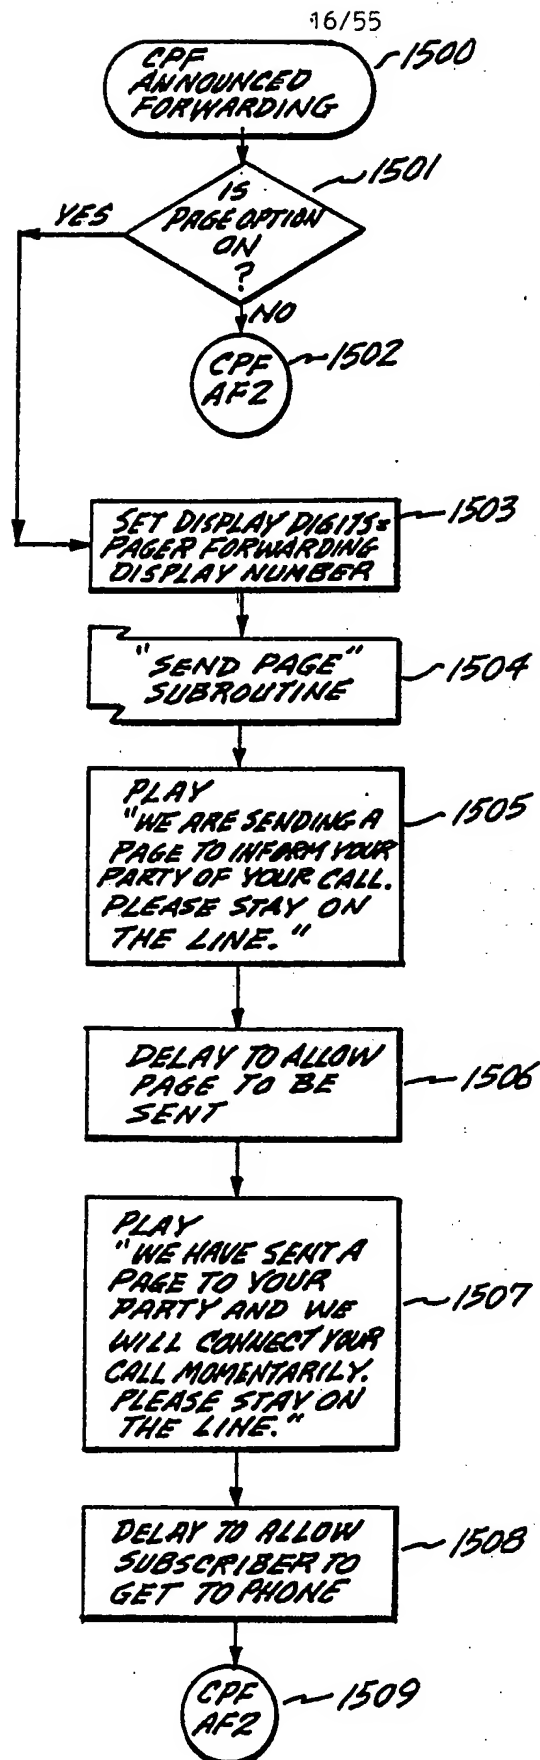 16/55
CPF
ANNOUNCED
FORWARDING
1500
IS
PAGE OPTION
ON
?
1501
YES
NO
CPF
AF2
1502
SET DISPLAY DIGITS=
PAGER FORWARDING
DISPLAY NUMBER
1503
"SEND PAGE"
SUBROUTINE
1504
PLAY
"WE ARE SENDING A
PAGE TO INFORM YOUR
PARTY OF YOUR CALL.
PLEASE STAY ON
THE LINE."
1505
DELAY TO ALLOW
PAGE TO BE
SENT
1506
PLAY
"WE HAVE SENT A
PAGE TO YOUR
PARTY AND WE
WILL CONNECT YOUR
CALL MOMENTARILY.
PLEASE STAY ON
THE LINE."
1507
DELAY TO ALLOW
SUBSCRIBER TO
GET TO PHONE
1508
CPF
AF2
1509